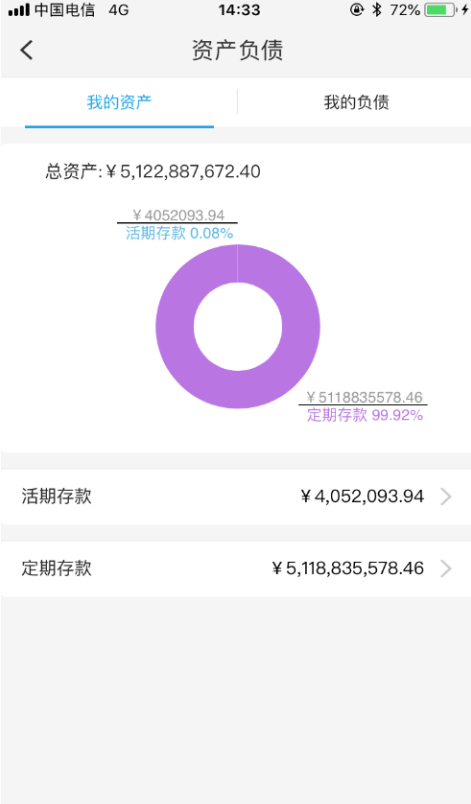 中国电信 4G 14:33 72%
资产负债
我的资产 我的负债
总资产:¥5,122,887,672.40
¥4052093.94
活期存款 0.08%
¥5118835578.46
定期存款 99.92%
活期存款 ¥4,052,093.94
定期存款 ¥5,118,835,578.46